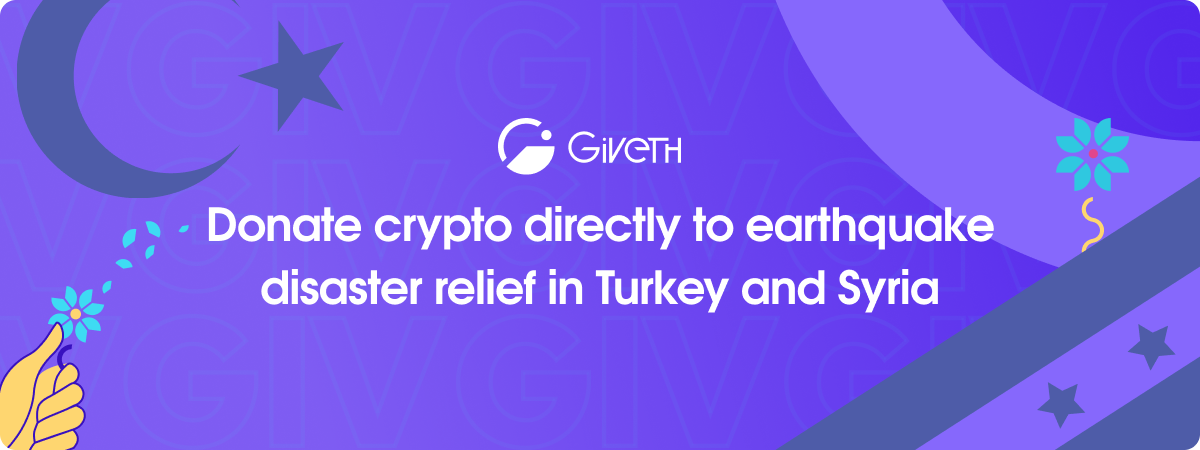 GIVETH
Donate crypto directly to earthquake
disaster relief in Turkey and Syria